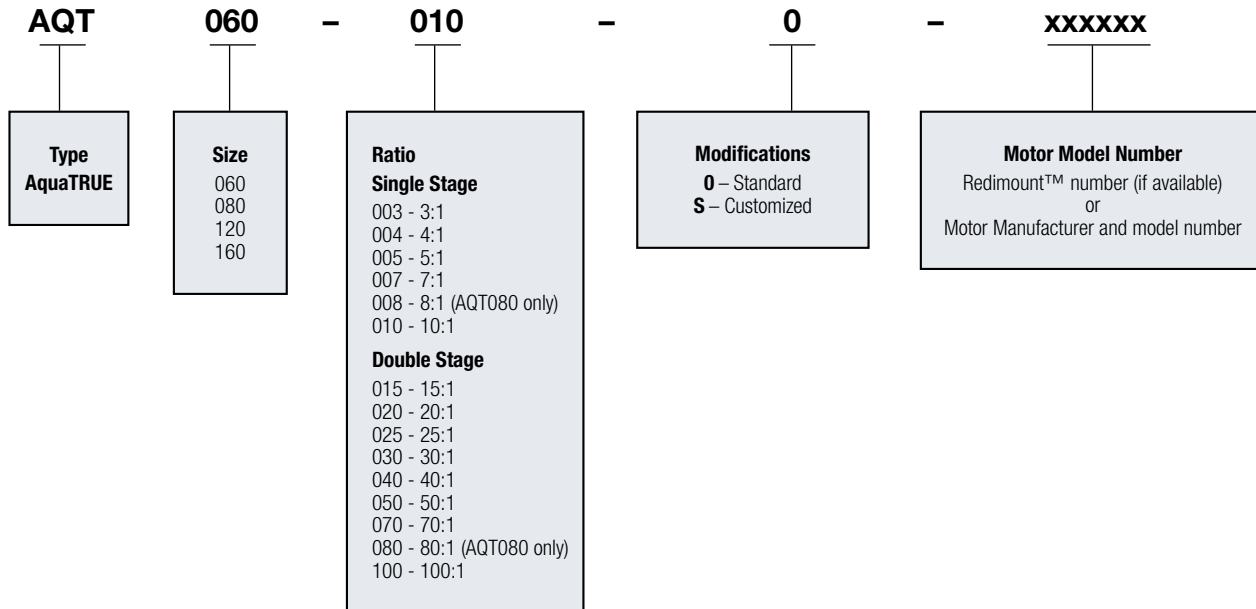 AQT 060 – 010 – 0 – xxxxxx
Type
AquaTRUE
Size
060
080
120
160
Ratio
Single Stage
003 - 3:1
004 - 4:1
005 - 5:1
007 - 7:1
008 - 8:1 (AQT080 only)
010 - 10:1
Double Stage
015 - 15:1
020 - 20:1
025 - 25:1
030 - 30:1
040 - 40:1
050 - 50:1
070 - 70:1
080 - 80:1 (AQT080 only)
100 - 100:1
Modifications
0 – Standard
S – Customized
Motor Model Number
Redimount™ number (if available)
or
Motor Manufacturer and model number